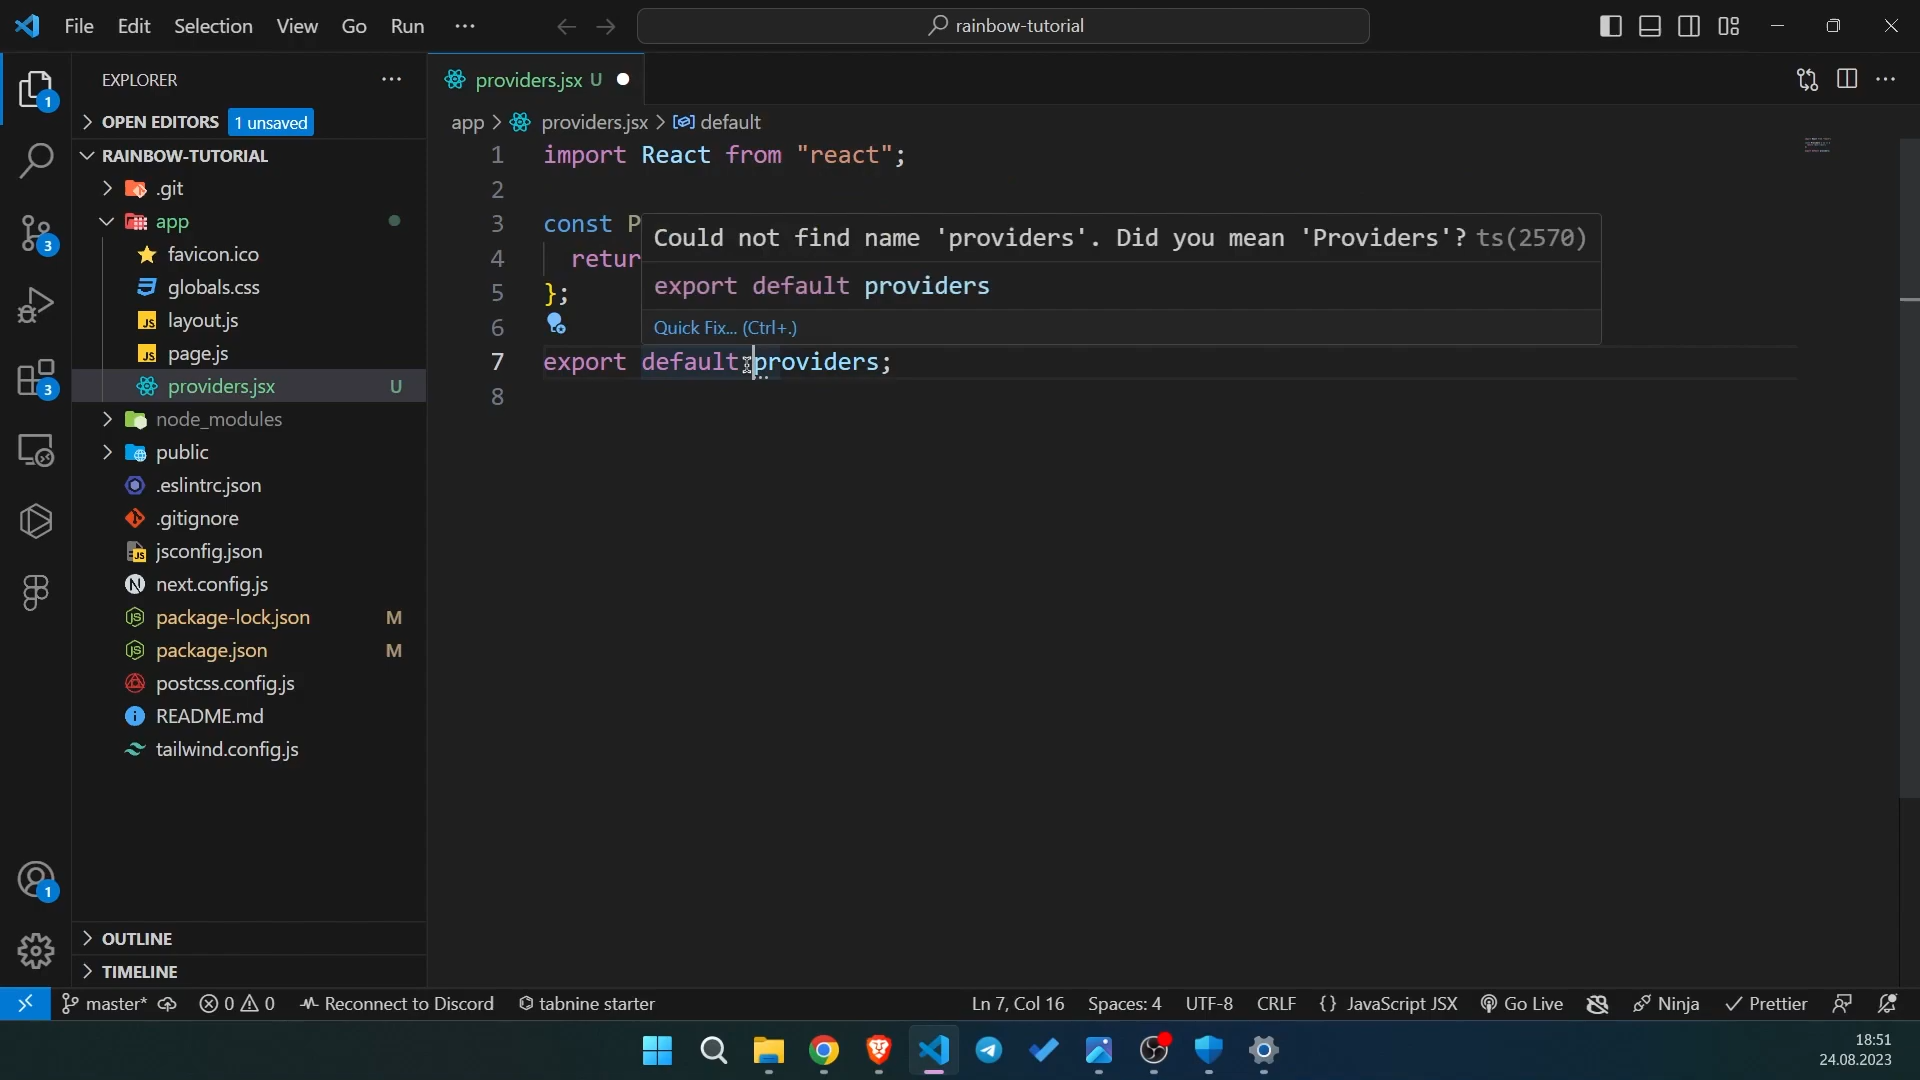 File Edit Selection View Go Run ··· rainbow-tutorial
EXPLORER ···
OPEN EDITORS 1 unsaved
RAINBOW-TUTORIAL
.git
app
favicon.ico
globals.css
layout.js
page.js
providers.jsx U
node_modules
public
.eslintrc.json
.gitignore
jsconfig.json
next.config.js
package-lock.json M
package.json M
postcss.config.js
README.md
tailwind.config.js
OUTLINE
TIMELINE
1
3
3
1
providers.jsx U
app > providers.jsx > default
1 import React from "react";
2
3 const P
4 retur
5 };
6
7 export default providers;
8
Could not find name 'providers'. Did you mean 'Providers'? ts(2570)
export default providers
Quick Fix... (Ctrl+.)
master* 0 0 Reconnect to Discord tabnine starter Ln 7, Col 16 Spaces: 4 UTF-8 CRLF {} JavaScript JSX Go Live Ninja Prettier
18:51
24.08.2023